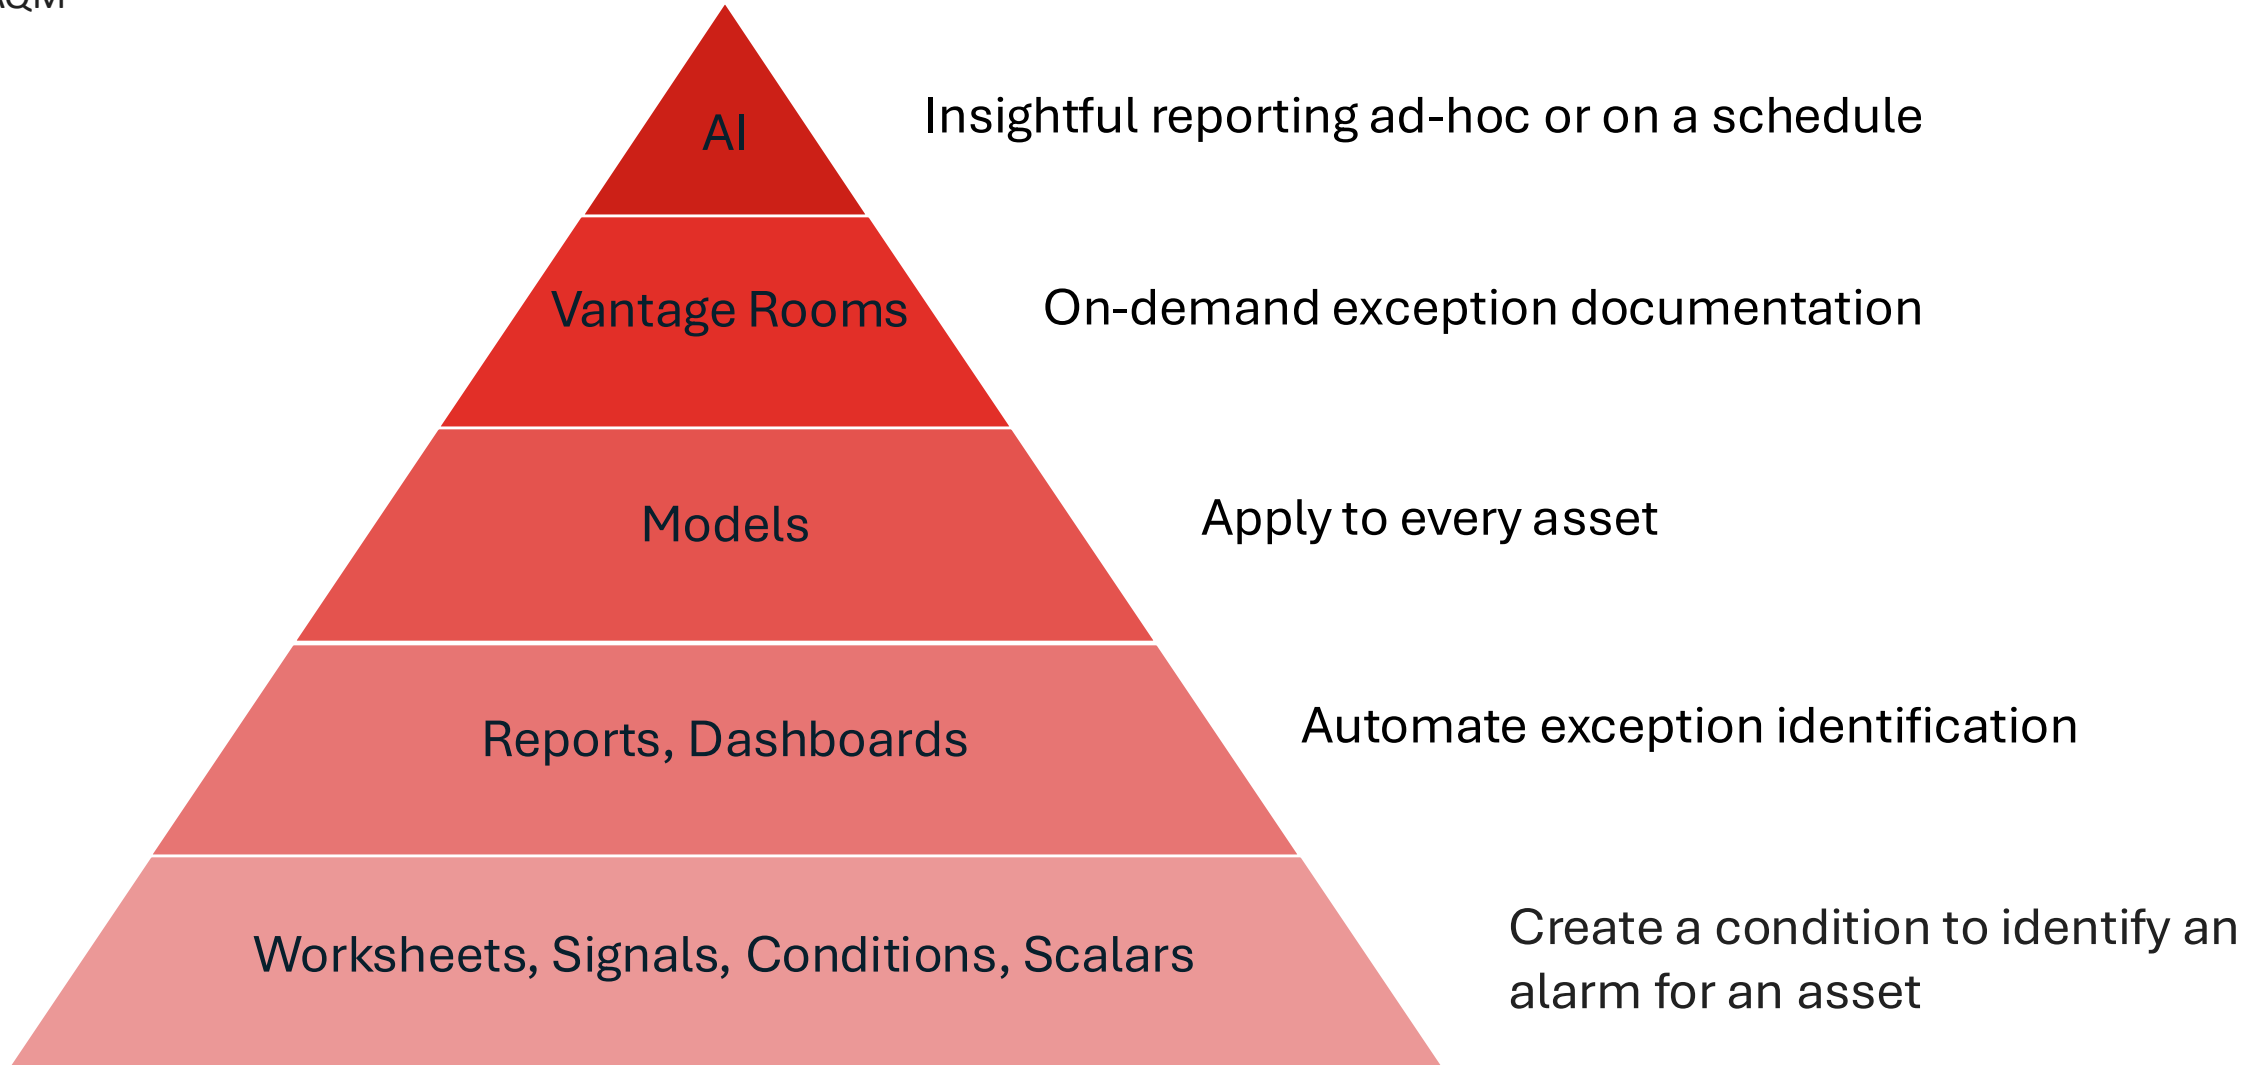 AI
Insightful reporting ad-hoc or on a schedule
Vantage Rooms
On-demand exception documentation
Models
Apply to every asset
Reports, Dashboards
Automate exception identification
Worksheets, Signals, Conditions, Scalars
Create a condition to identify an
alarm for an asset